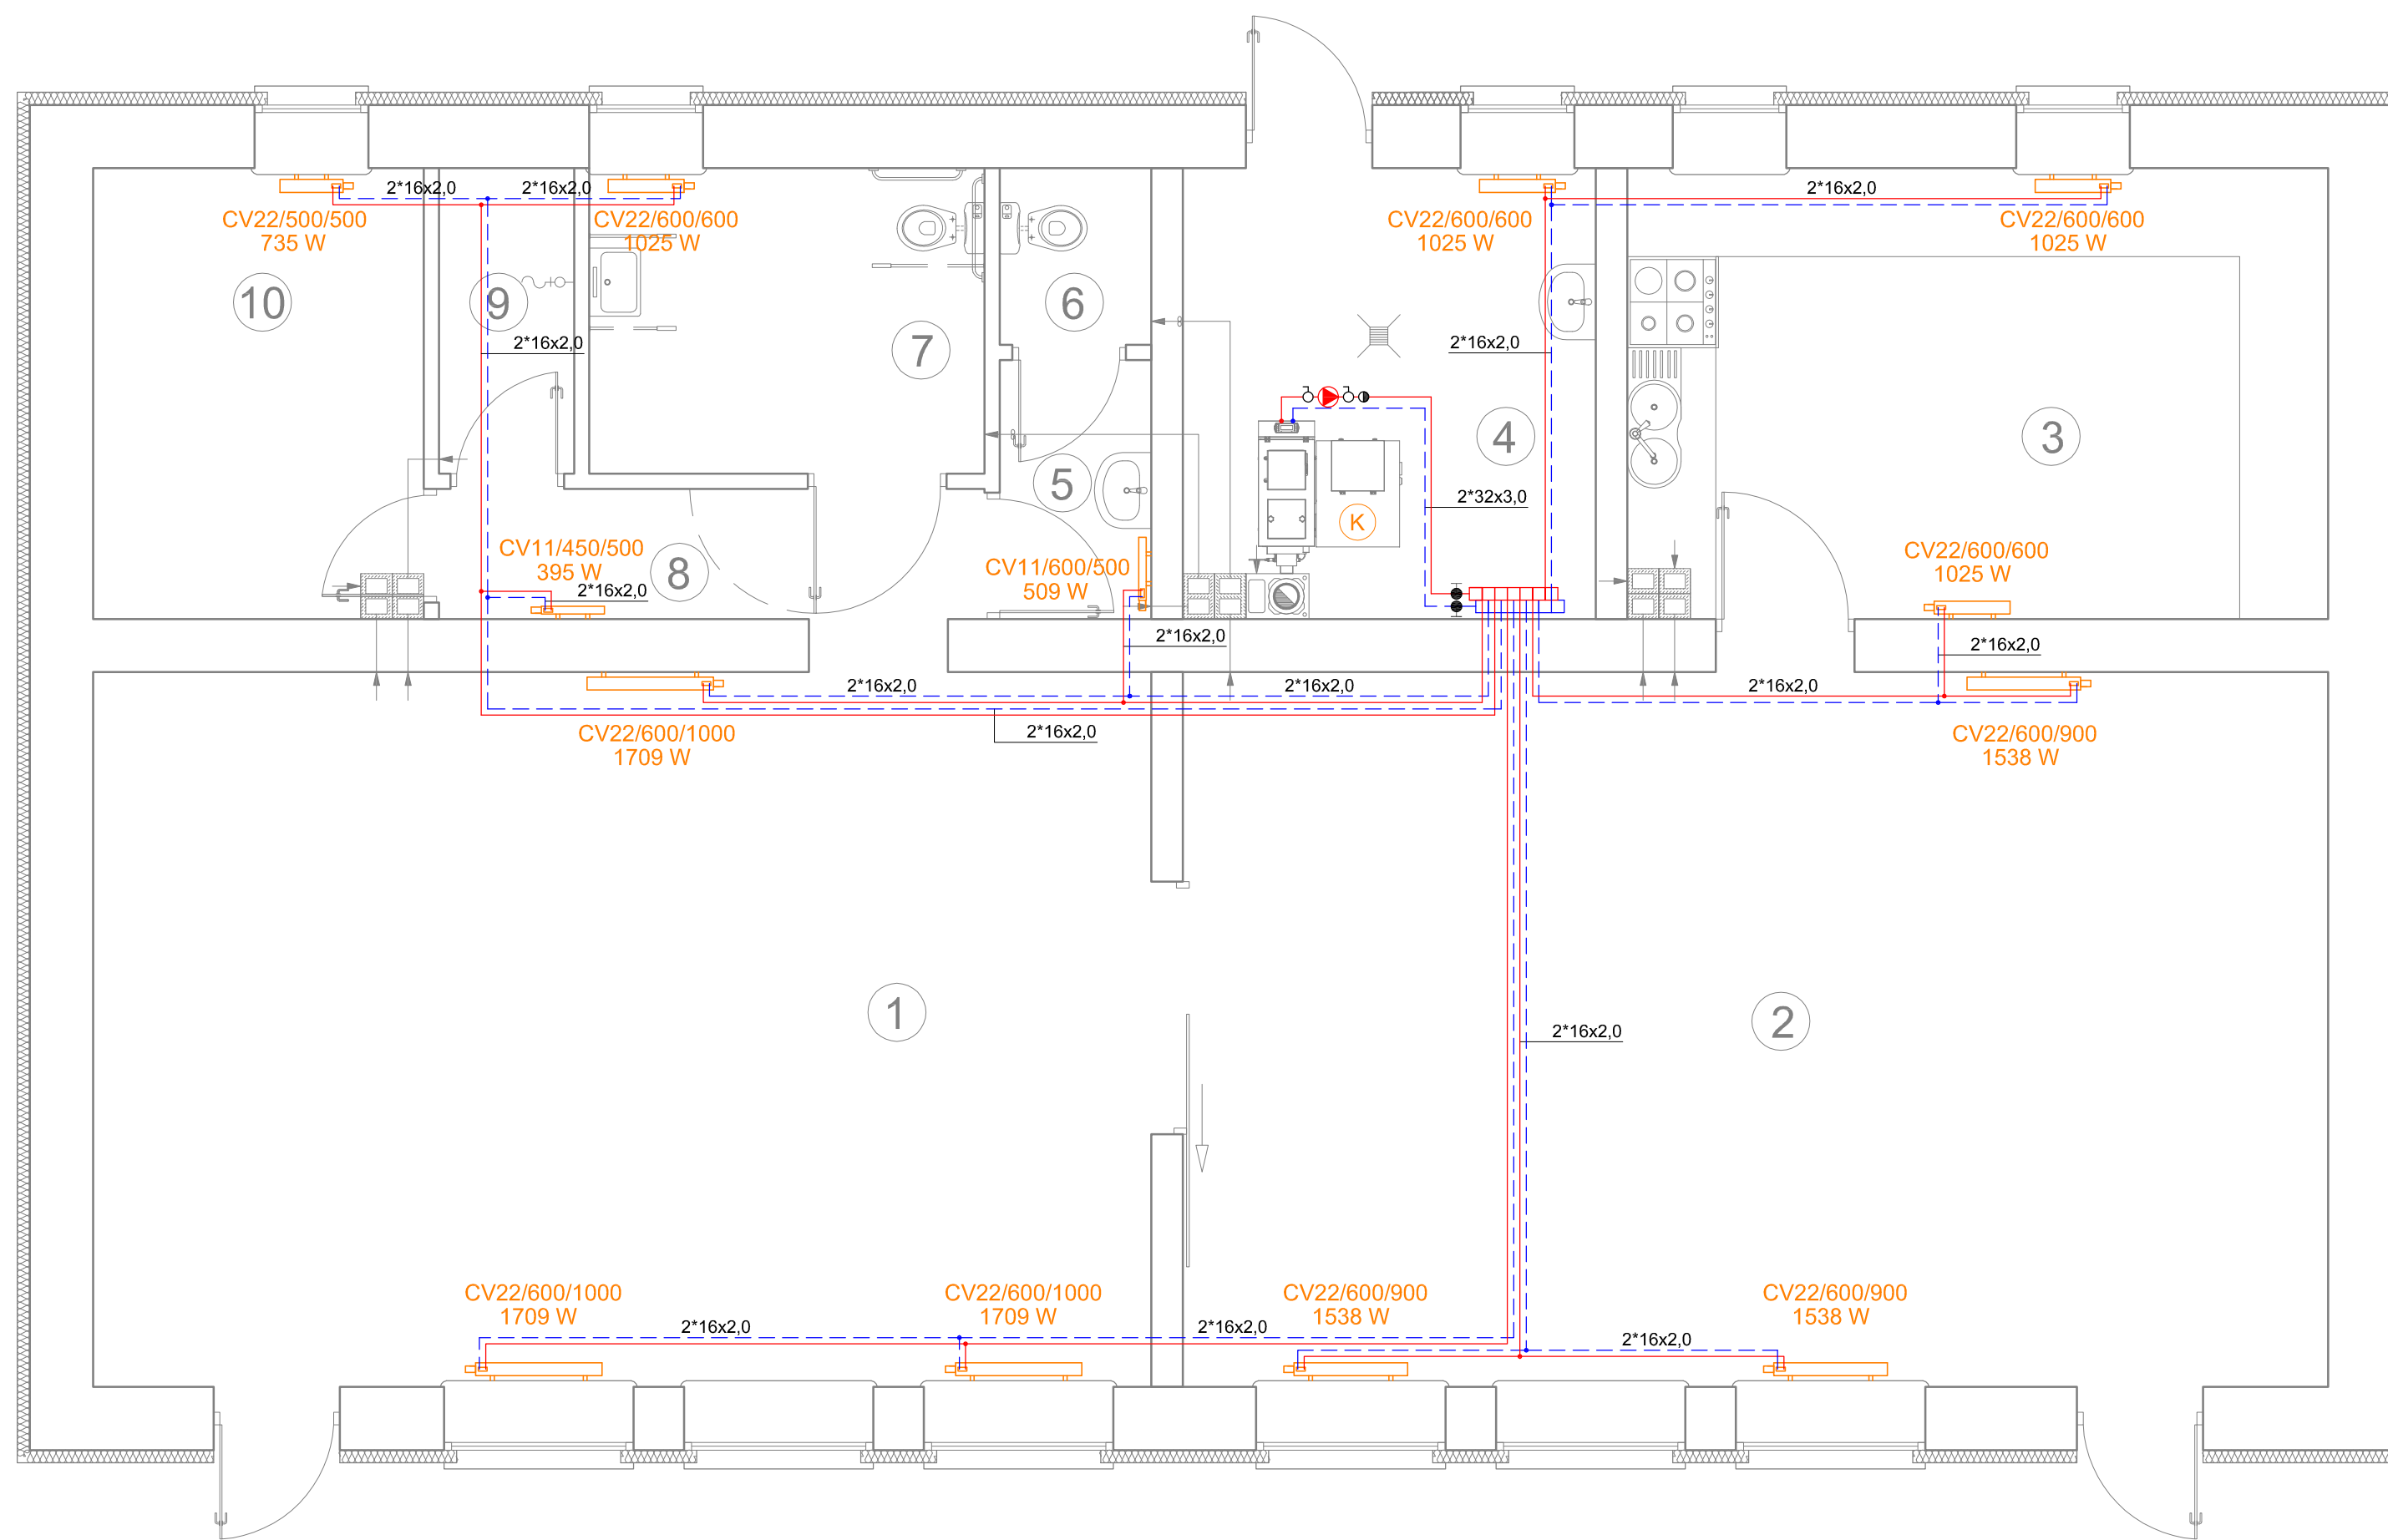 2*16x2,0
2*16x2,0
2*16x2,0
CV22/500/500
735 W
CV22/600/600
1025 W
CV22/600/600
1025 W
CV22/600/600
1025 W
10
9
6
7
2*16x2,0
2*16x2,0
4
3
5
2*32x3,0
K
CV11/450/500
395 W
8
2*16x2,0
CV11/600/500
509 W
CV22/600/600
1025 W
2*16x2,0
2*16x2,0
2*16x2,0
2*16x2,0
2*16x2,0
CV22/600/1000
1709 W
2*16x2,0
CV22/600/900
1538 W
1
2
2*16x2,0
CV22/600/1000
1709 W
CV22/600/1000
1709 W
CV22/600/900
1538 W
CV22/600/900
1538 W
2*16x2,0
2*16x2,0
2*16x2,0